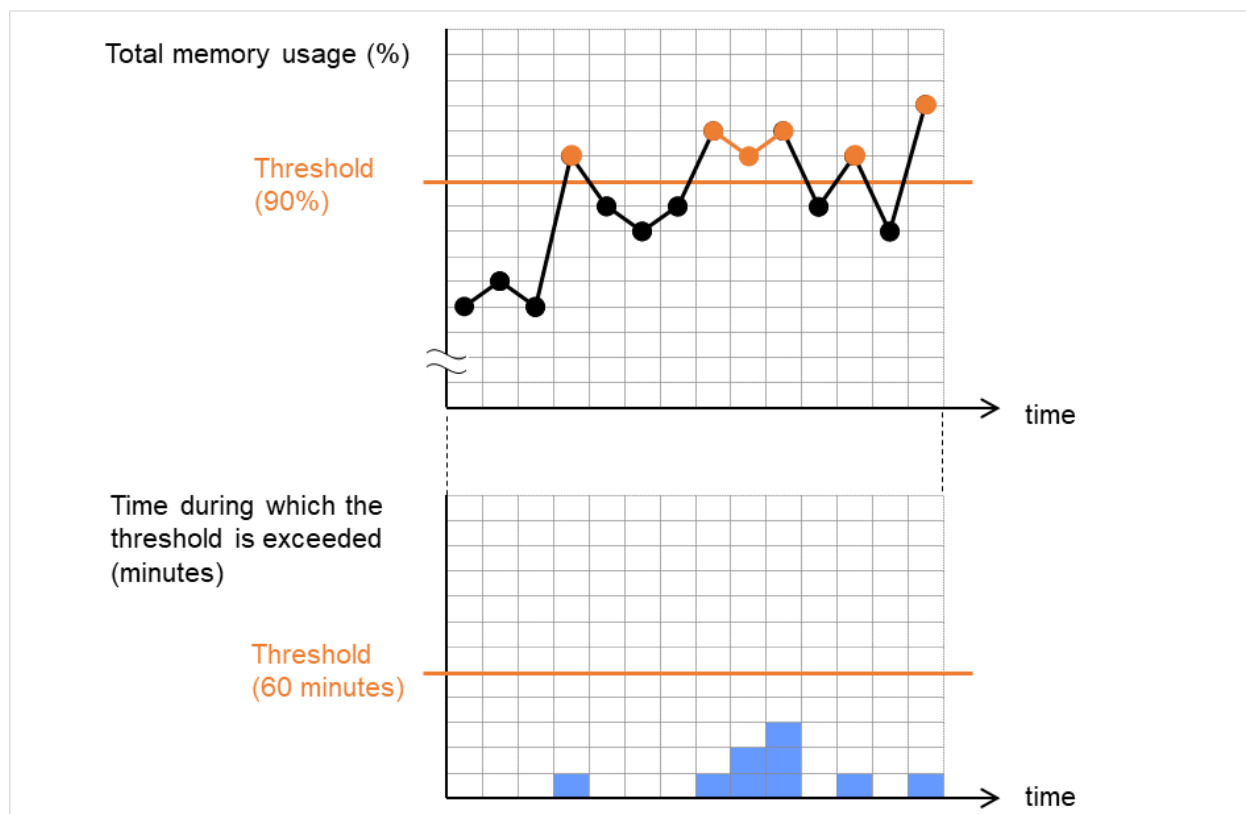 Total memory usage (%)
Threshold
(90%)
time
Time during which the
threshold is exceeded
(minutes)
Threshold
(60 minutes)
time